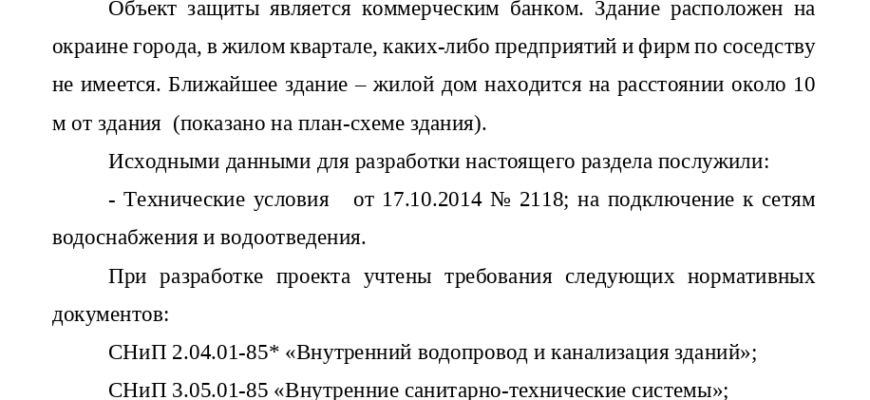 Объект защиты является коммерческим банком. Здание расположен на
окраине города, в жилом квартале, каких-либо предприятий и фирм по соседству
не имеется. Ближайшее здание – жилой дом находится на расстоянии около 10
м от здания  (показано на план-схеме здания).
Исходными данными для разработки настоящего раздела послужили:
- Технические условия   от 17.10.2014 № 2118; на подключение к сетям
водоснабжения и водоотведения.
При разработке проекта учтены требования следующих нормативных
документов:
СНиП 2.04.01-85* «Внутренний водопровод и канализация зданий»;
СНиП 3.05.01-85 «Внутренние санитарно-технические системы»;